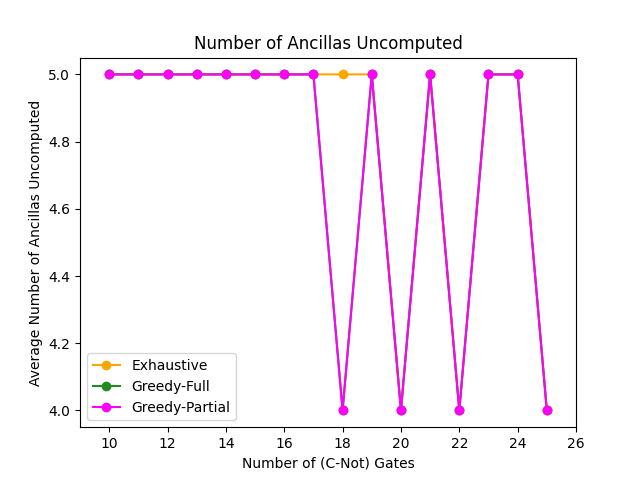 Number of Ancillas Uncomputed
Average Number of Ancillas Uncomputed
5.0
4.8
4.6
4.4
4.2
4.0
Exhaustive
Greedy-Full
Greedy-Partial
10 12 14 16 18 20 22 24 26
Number of (C-Not) Gates